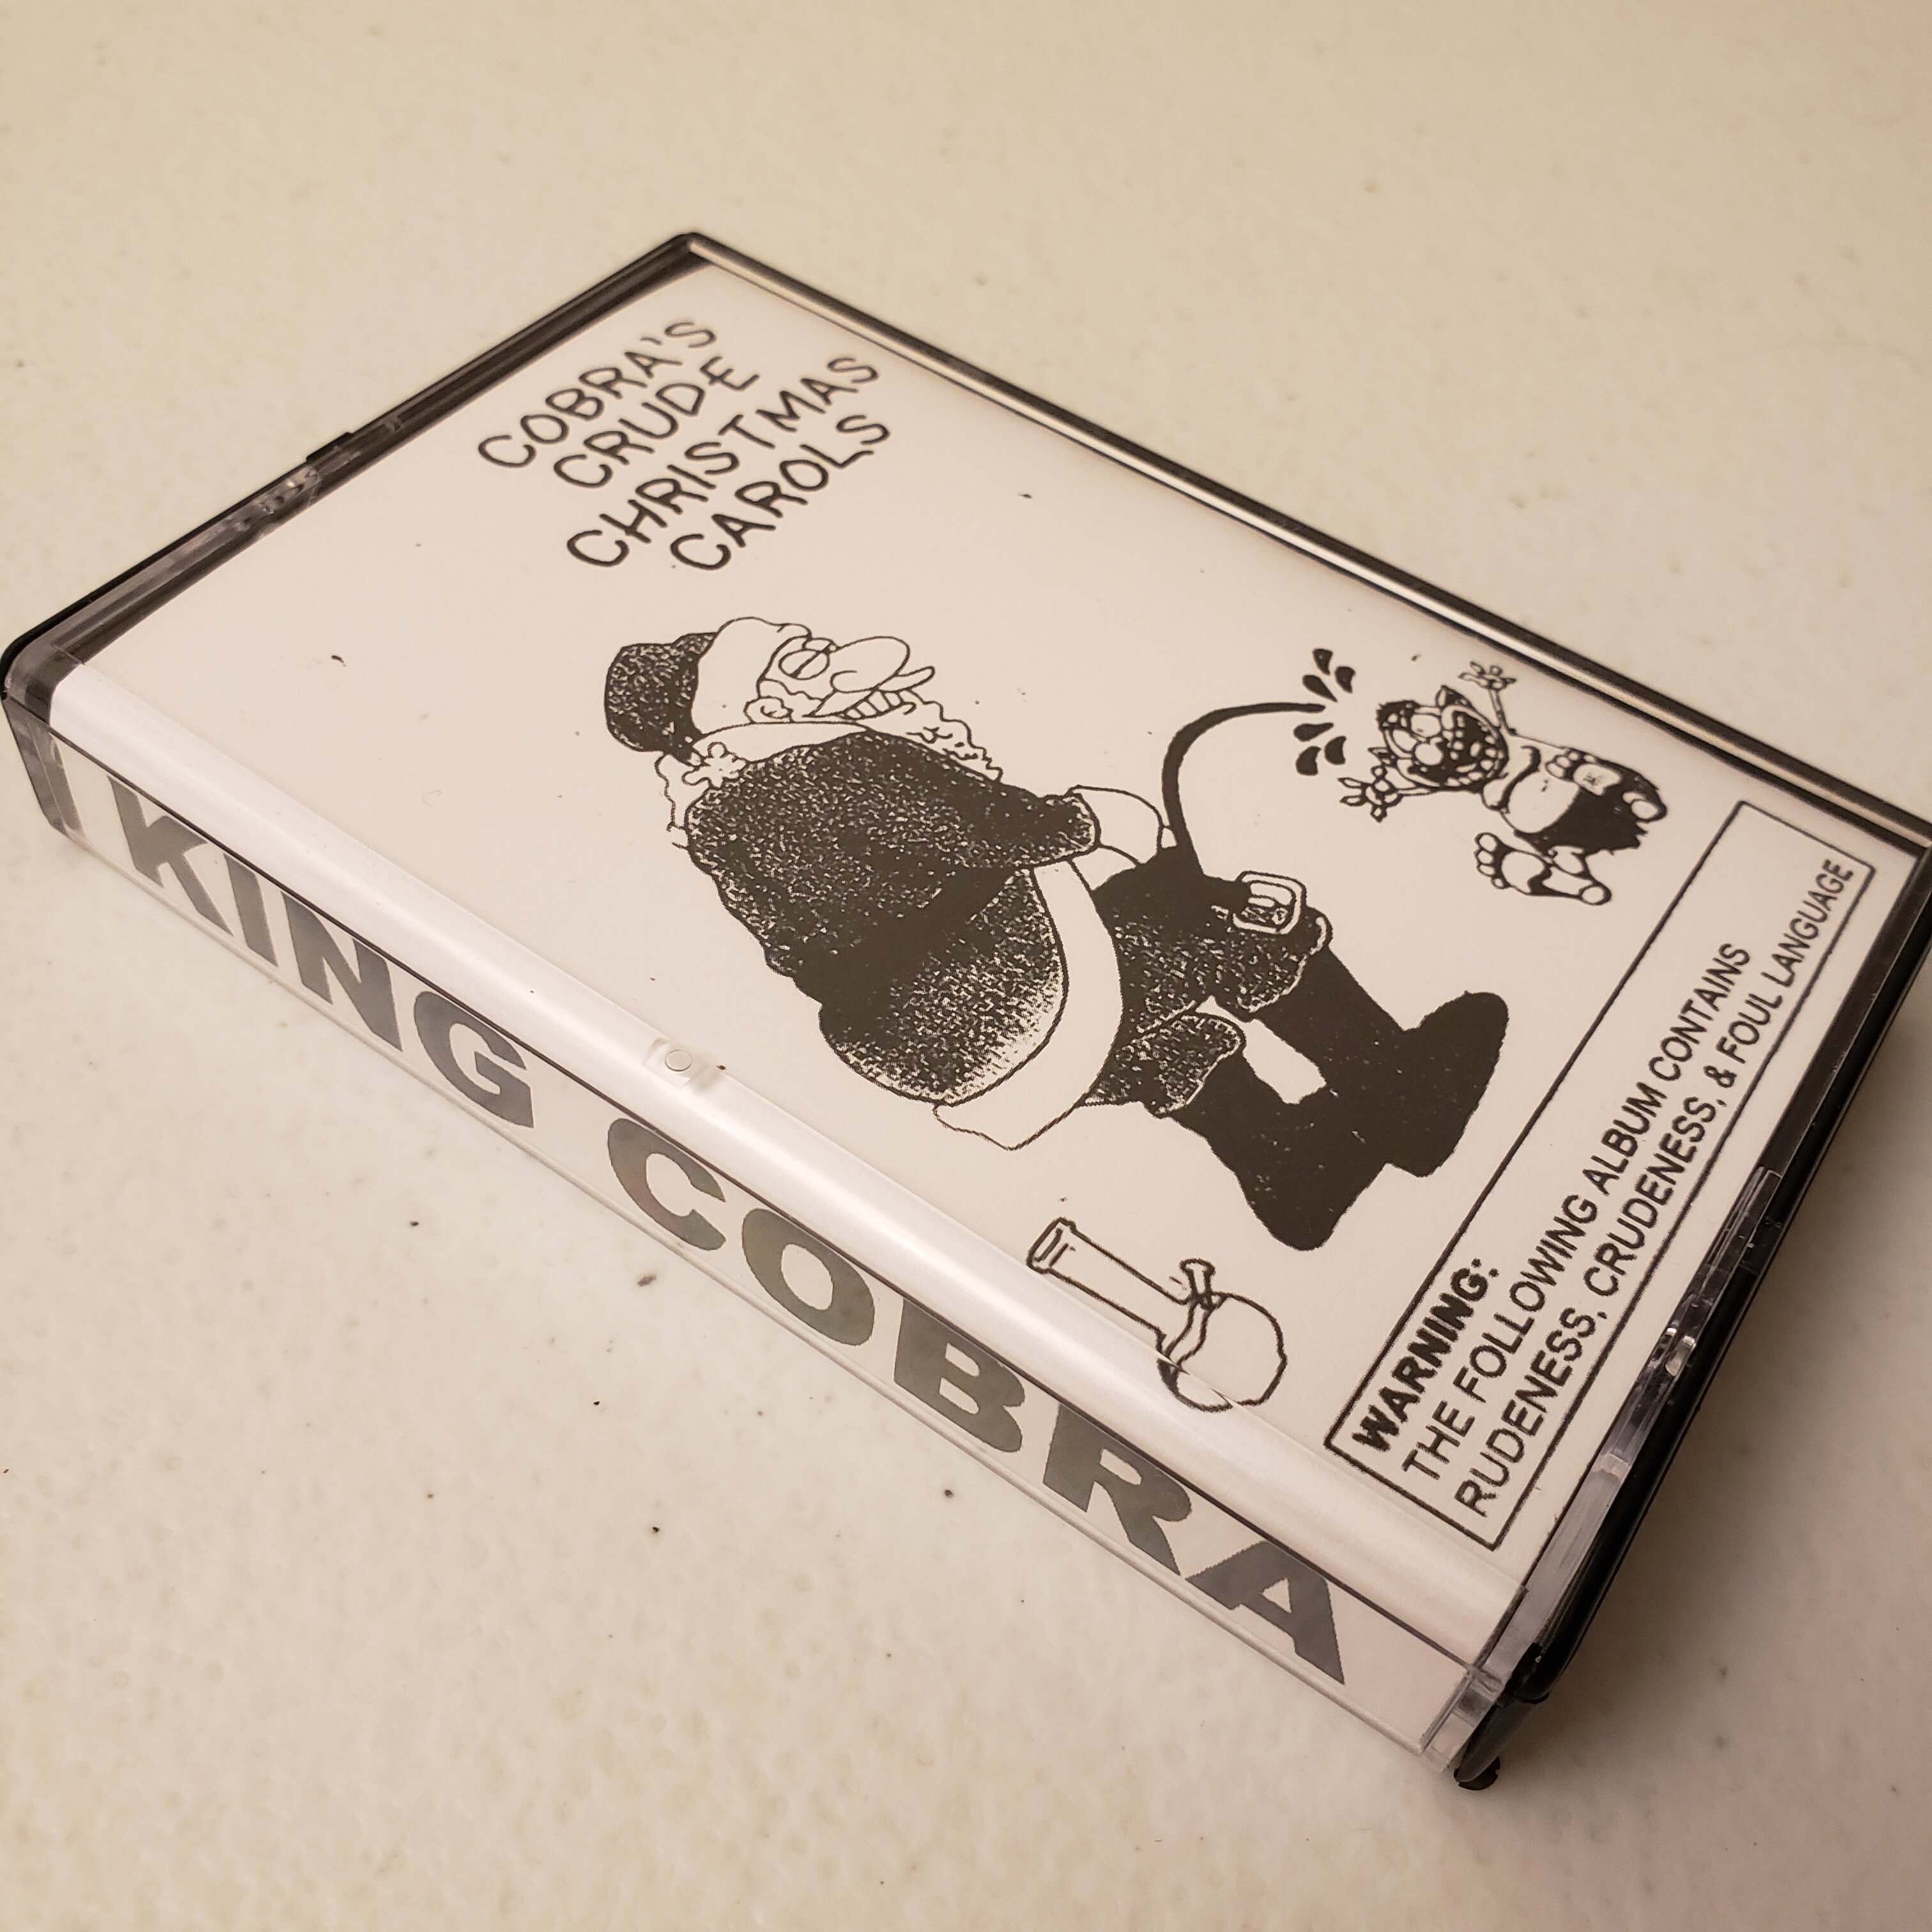 COBRA'S
CRUDE
CHRISTMAS
CAROLS
WARNING:
THE FOLLOWING ALBUM CONTAINS
RUDENESS, CRUDENESS, & FOUL LANGUAGE
KING COBRA